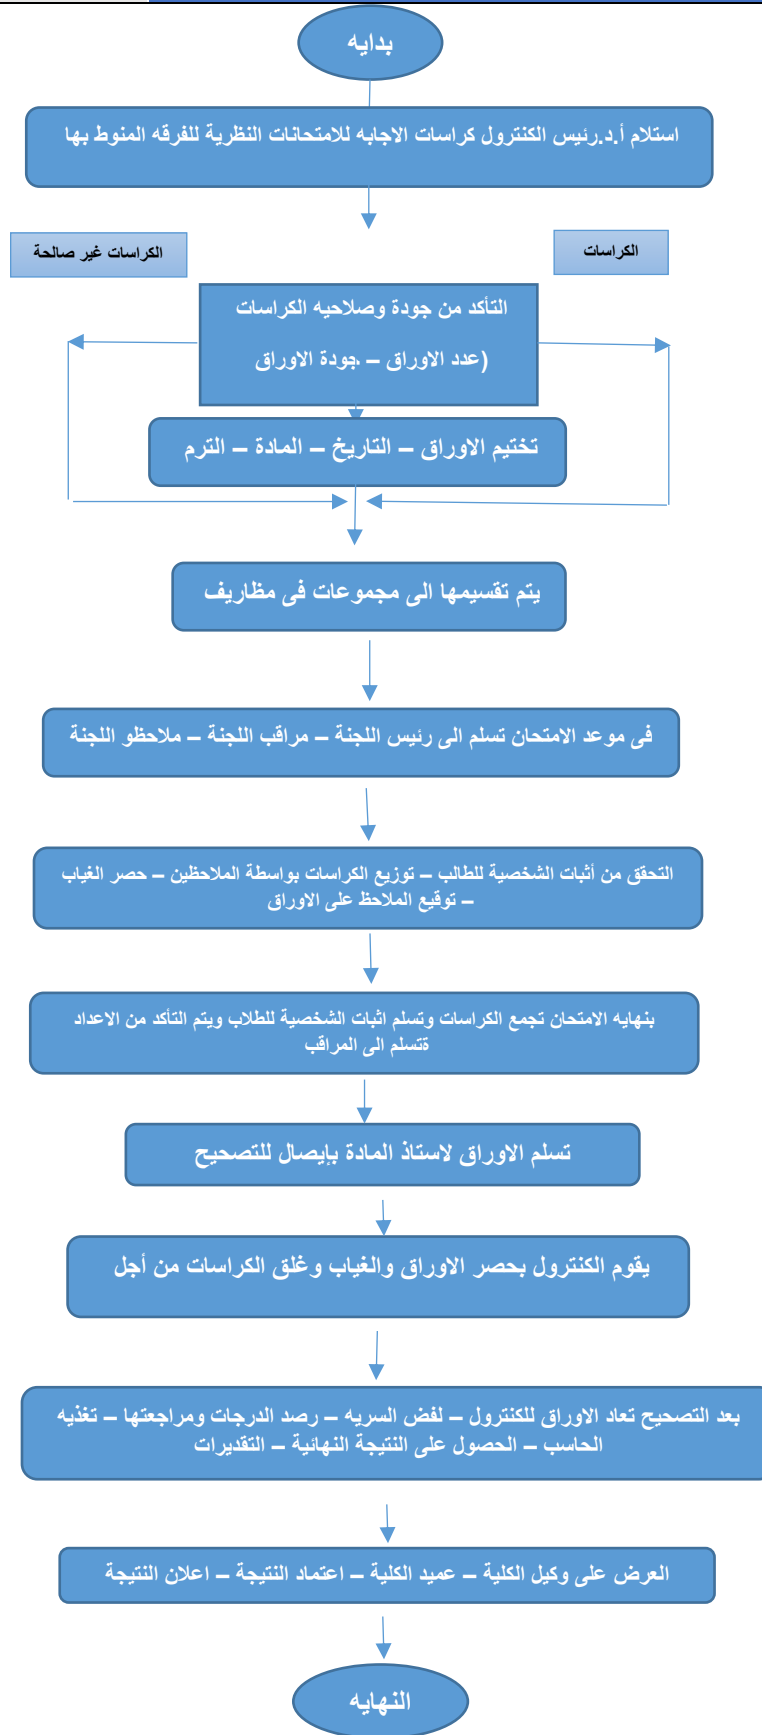 بدايه
استلام أ.د.رئيس الكنترول كراسات الاجابه للامتحانات النظرية للفرقه المنوط بها
الكراسات
الكراسات غير صالحة
التأكد من جودة وصلاحيه الكراسات
(عدد الاوراق – جودة الاوراق
تختيم الاوراق – التاريخ – المادة – الترم
يتم تقسيمها الى مجموعات فى مظاريف
فى موعد الامتحان تسلم الى رئيس اللجنة – مراقب اللجنة – ملاحظو اللجنة
التحقق من أثبات الشخصية للطالب – توزيع الكراسات بواسطة الملاحظين – حصر الغياب
– توقيع الملاحظ على الاوراق
بنهايه الامتحان تجمع الكراسات وتسلم اثبات الشخصية للطلاب ويتم التأكد من الاعداد
ةتسلم الى المراقب
تسلم الاوراق لاستاذ المادة بإيصال للتصحيح
يقوم الكنترول بحصر الاوراق والغياب وغلق الكراسات من أجل
بعد التصحيح تعاد الاوراق للكنترول – لفض السريه – رصد الدرجات ومراجعتها – تغذيه
الحاسب – الحصول على النتيجة النهائية – التقديرات
العرض على وكيل الكلية – عميد الكلية – اعتماد النتيجة – اعلان النتيجة
النهايه